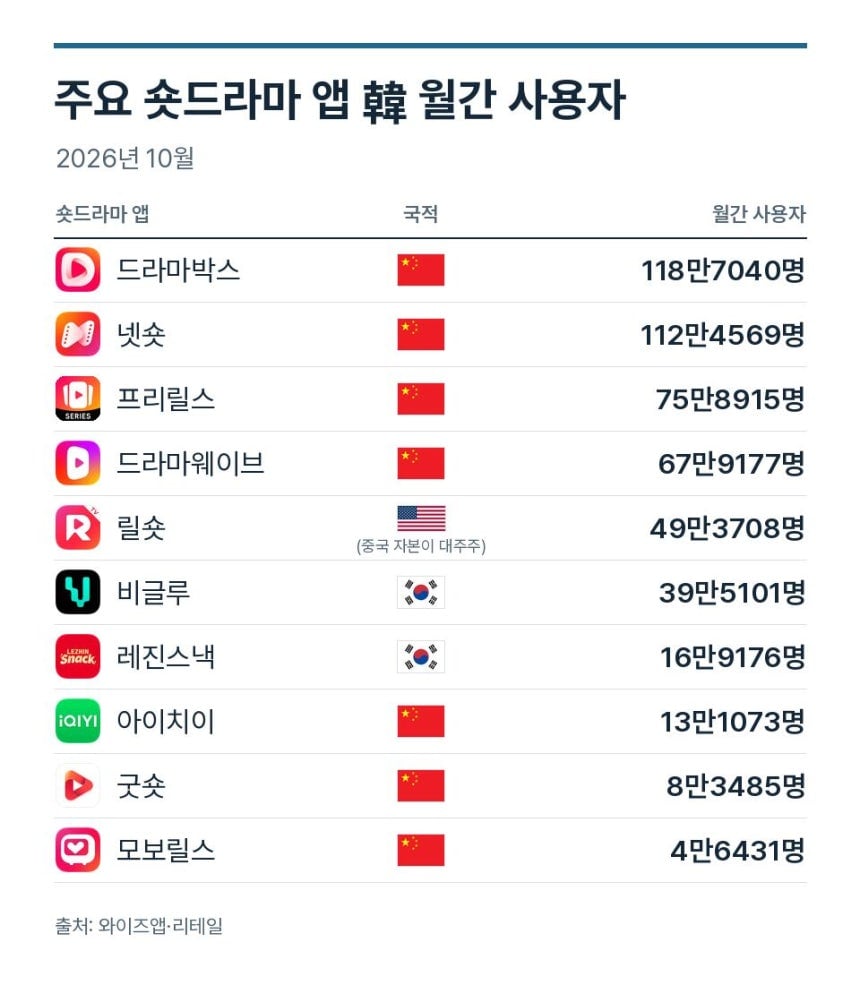 주요 숏드라마 앱 韓 월간 사용자
2026년 10월
숏드라마 앱 국적 월간 사용자
드라마박스 118만7040명
넷숏 112만4569명
SERIES
프리릴스 75만8915명
드라마웨이브 67만9177명
TV
R
릴숏 49만3708명
(중국 자본이 대주주)
비글루 39만5101명
LEZHIN
Snack
레진스낵 16만9176명
iQIYI 아이치이 13만1073명
굿숏 8만3485명
모보릴스 4만6431명
출처: 와이즈앱·리테일